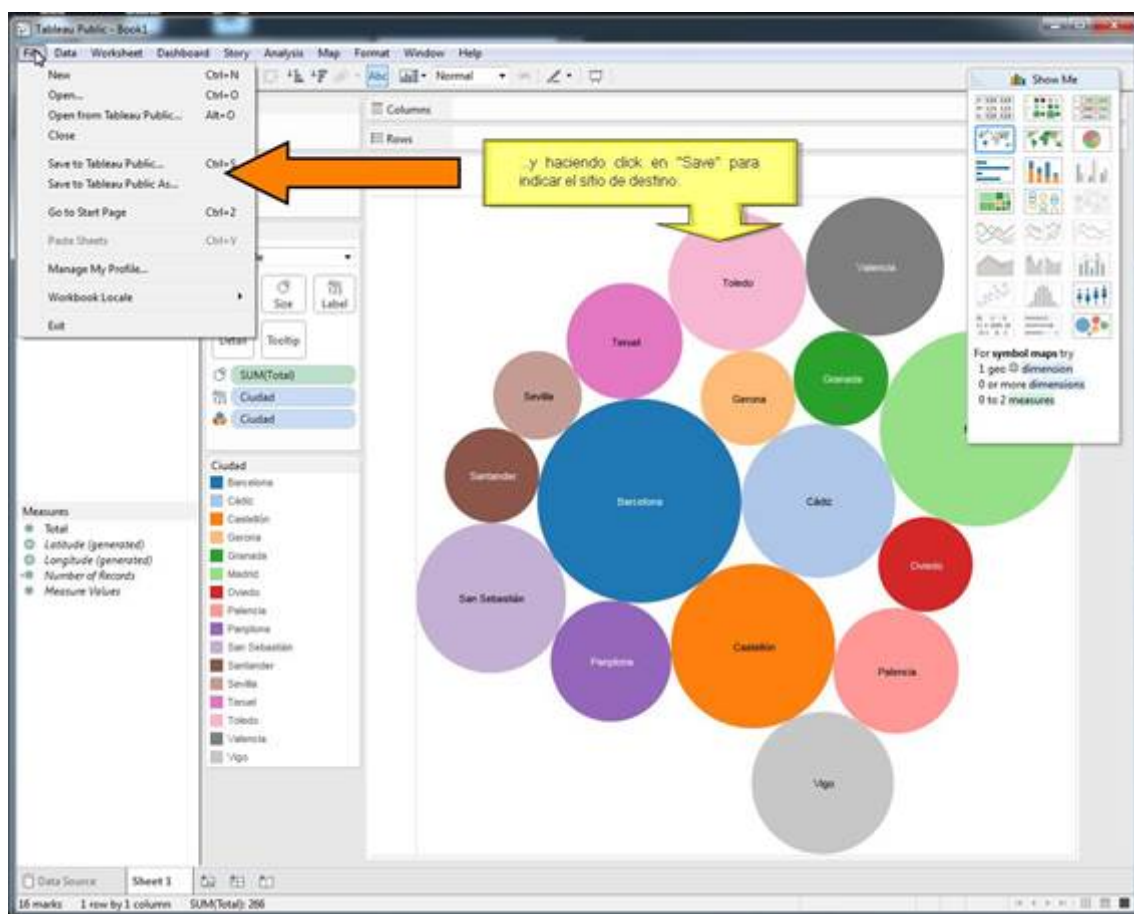 Tableau Public - Book1
File Data Worksheet Dashboard Story Analysis Map Format Window Help
New Ctrl+N
Open... Ctrl+O
Open from Tableau Public... Alt+O
Close
Save to Tableau Public... Ctrl+S
Save to Tableau Public As...
Go to Start Page Ctrl+2
Paste Sheets Ctrl+V
Manage My Profile...
Workbook Locale
Exit
Abc Normal
Columns
Rows
..y haciendo click en "Save" para
indicar el sitio de destino.
Size Label
Detail Tooltip
SUM(Total)
Ciudad
Ciudad
Ciudad
Barcelona
Cádiz
Castellón
Gerona
Granada
Madrid
Oviedo
Palencia
Panplona
San Sebastián
Santander
Sevilla
Teruel
Toledo
Valencia
Vigo
Measures
Total
Latitude (generated)
Longitude (generated)
Number of Records
Measure Values
Toledo
Valencia
Teruel
Sevilla
Gerona
Granada
Santander
Barcelona
Cádiz
Oviedo
San Sebastián
Panplona
Castellón
Palencia
Vigo
Show Me
For symbol maps try
1 geo dimension
0 or more dimensions
0 to 2 measures
Data Source Sheet 1
16 marks 1 row by 1 column SUM(Total): 266